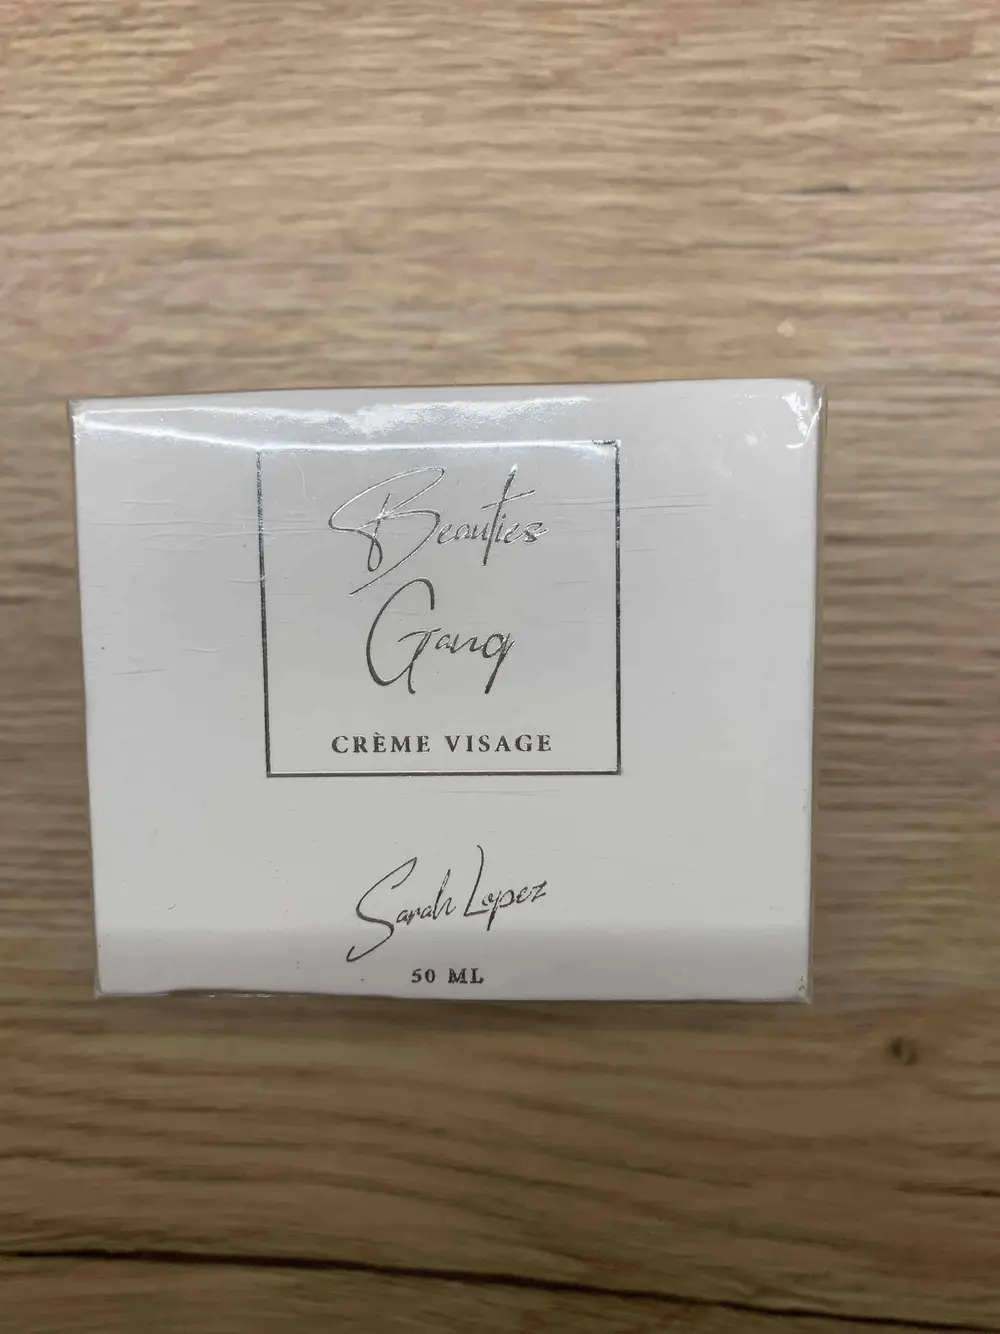 Beauties
Gang
CRÈME VISAGE
Sarah Lopez
50 ML